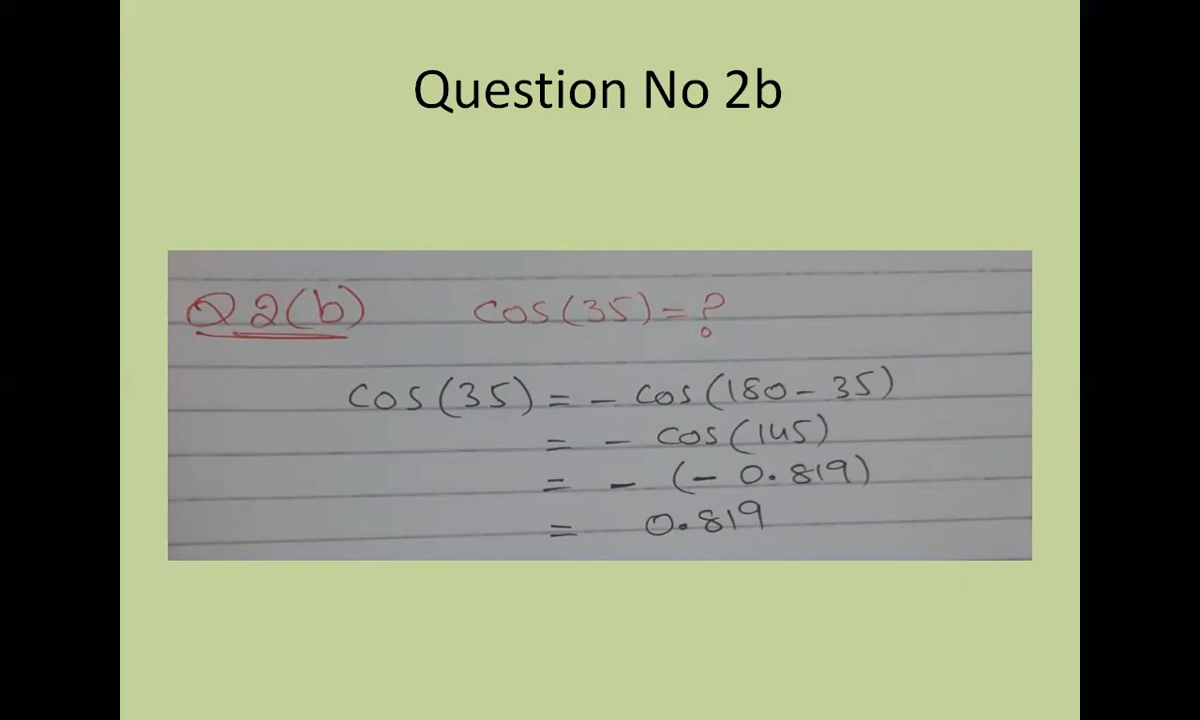 Question No 2b
Q2(b) cos(35) = ?
cos(35) = - cos(180 - 35)
= - cos(145)
= - (- 0.819)
= 0.819